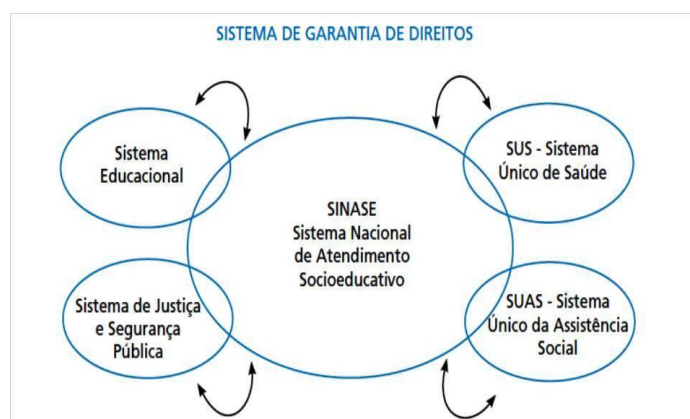 SISTEMA DE GARANTIA DE DIREITOS
Sistema
Educacional
SUS - Sistema
Único de Saúde
SINASE
Sistema Nacional
de Atendimento
Socioeducativo
Sistema de Justiça
e Segurança
Pública
SUAS - Sistema
Único da Assistência
Social